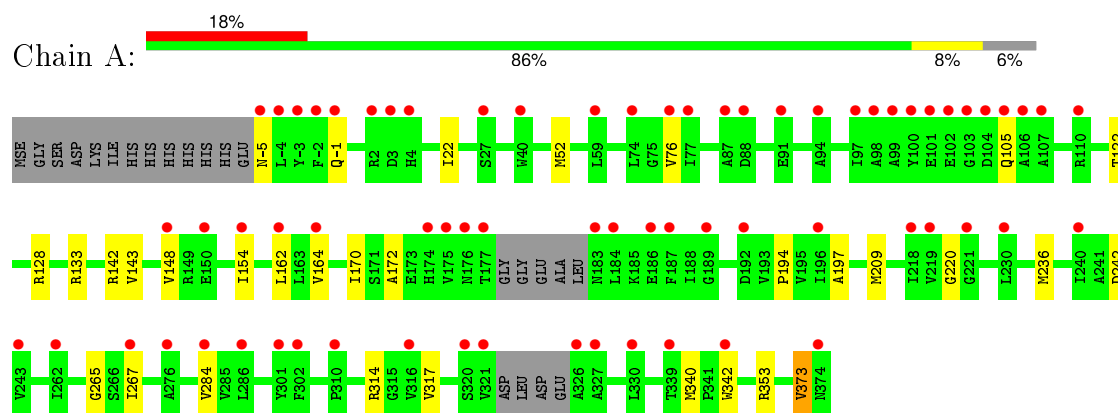 18%
Chain A:
86% 8% 6%
MSE GLY SER ASP LYS ILE HIS HIS HIS HIS HIS HIS GLU N-5 L-4 Y-3 F-2 Q-1 R2 D3 H4 I22 S27 W40 M52 L59 L74 G75 V76 I77 A87 D88 E91 A94 I97 A98 A99 Y100 E101 E102 G103 D104 Q105 A106 A107 R110 T122
R128 R133 R142 V143 V148 R149 E150 I154 L162 L163 V164 I170 S171 A172 E173 H174 V175 N176 T177 GLY GLY GLU ALA LEU N183 L184 K185 E186 F187 I188 G189 D192 V193 P194 V195 I196 A197 M209 I218 V219 G220 G221 L230 M236 I240 A241 P242
V243 I262 G265 S266 I267 A276 V284 V285 L286 Y301 F302 P310 R314 G315 V316 V317 S320 V321 ASP LEU ASP GLU A326 A327 L330 T339 M340 P341 W342 R353 V373 N374